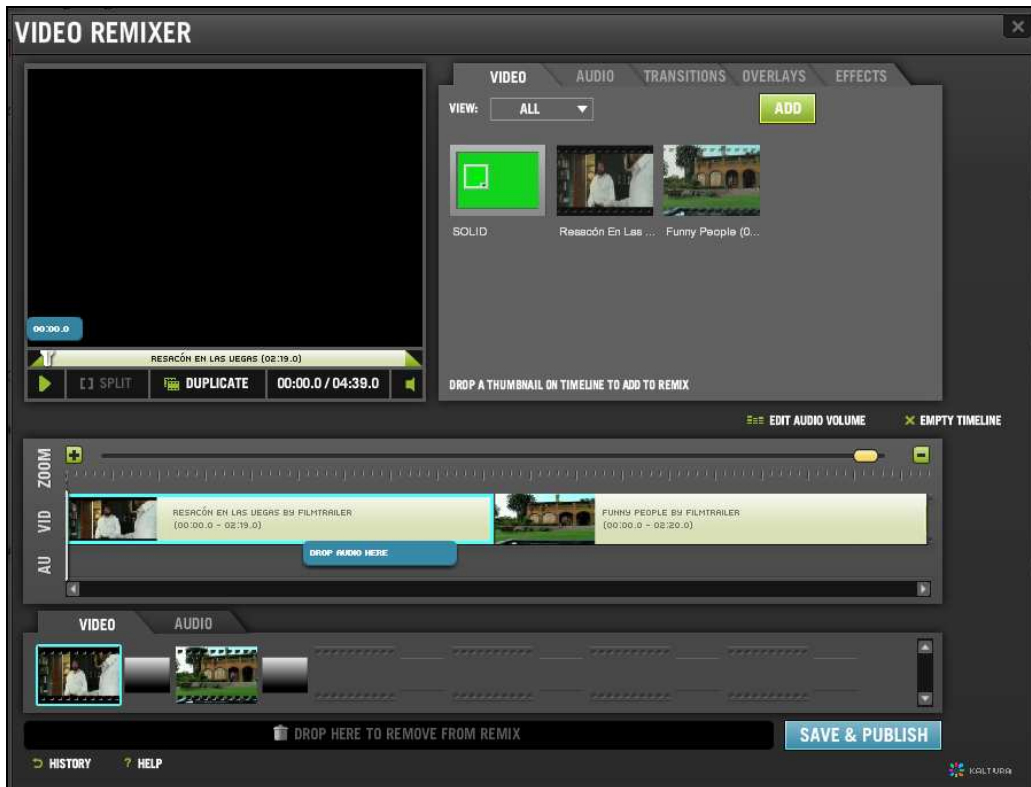 VIDEO REMIXER
VIDEO AUDIO TRANSITIONS OVERLAYS EFFECTS
VIEW: ALL ADD
SOLID Resacón En Las ... Funny People (0...
00:00.0
RESACÓN EN LAS VEGAS (02:19.0)
SPLIT DUPLICATE 00:00.0 / 04:39.0
DROP A THUMBNAIL ON TIMELINE TO ADD TO REMIX
EDIT AUDIO VOLUME EMPTY TIMELINE
ZOOM
VID
RESACÓN EN LAS VEGAS BY FILMTRAILER
(00:00.0 - 02:19.0)
FUNNY PEOPLE BY FILMTRAILER
(00:00.0 - 02:20.0)
AU
DROP AUDIO HERE
VIDEO AUDIO
DROP HERE TO REMOVE FROM REMIX
SAVE & PUBLISH
HISTORY ? HELP
KALTURA